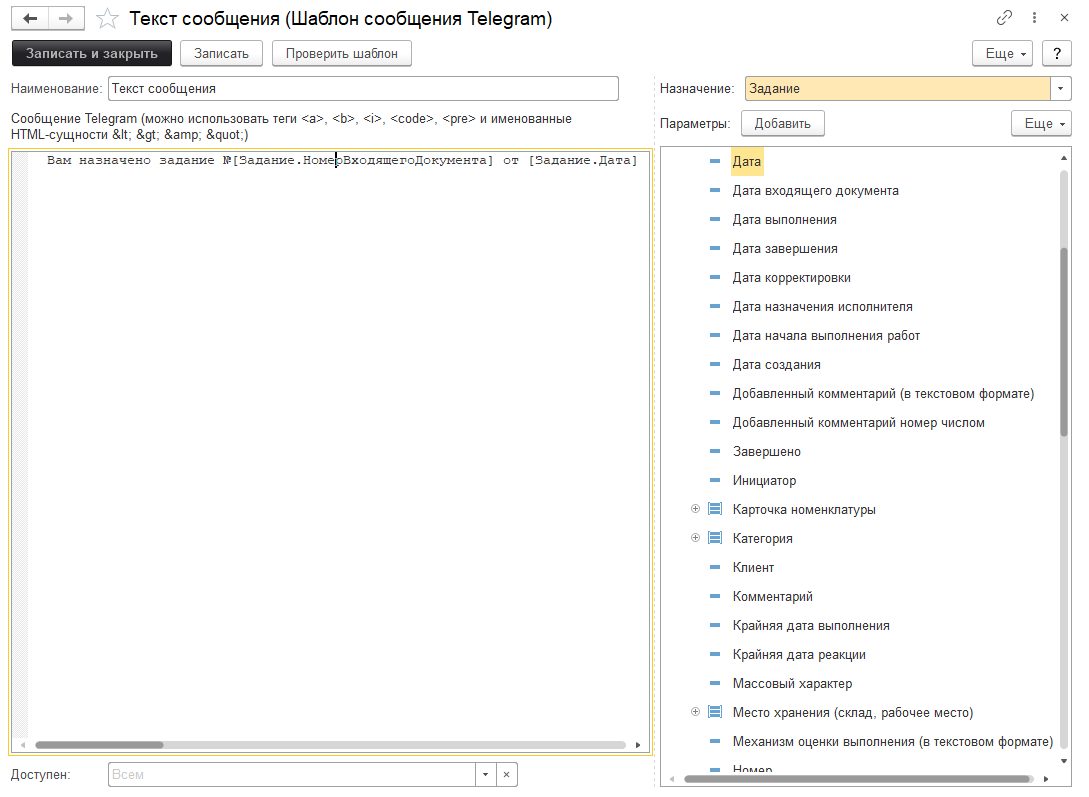 Текст сообщения (Шаблон сообщения Telegram)
Записать и закрыть
Записать
Проверить шаблон
Еще
?
Наименование:
Текст сообщения
Назначение:
Задание
Сообщение Telegram (можно использовать теги <a>, <b>, <i>, <code>, <pre> и именованные
HTML-сущности &lt; &gt; &amp; &quot;)
Параметры:
Добавить
Еще
Вам назначено задание №[Задание.НомерВходящегоДокумента] от [Задание.Дата]
Дата
Дата входящего документа
Дата выполнения
Дата завершения
Дата корректировки
Дата назначения исполнителя
Дата начала выполнения работ
Дата создания
Добавленный комментарий (в текстовом формате)
Добавленный комментарий номер числом
Завершено
Инициатор
Карточка номенклатуры
Категория
Клиент
Комментарий
Крайняя дата выполнения
Крайняя дата реакции
Массовый характер
Место хранения (склад, рабочее место)
Механизм оценки выполнения (в текстовом формате)
Номер
Доступен:
Всем